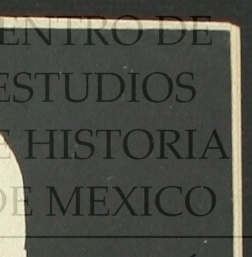 ENTRO DE
ESTUDIOS
E HISTORIA
DE MEXICO